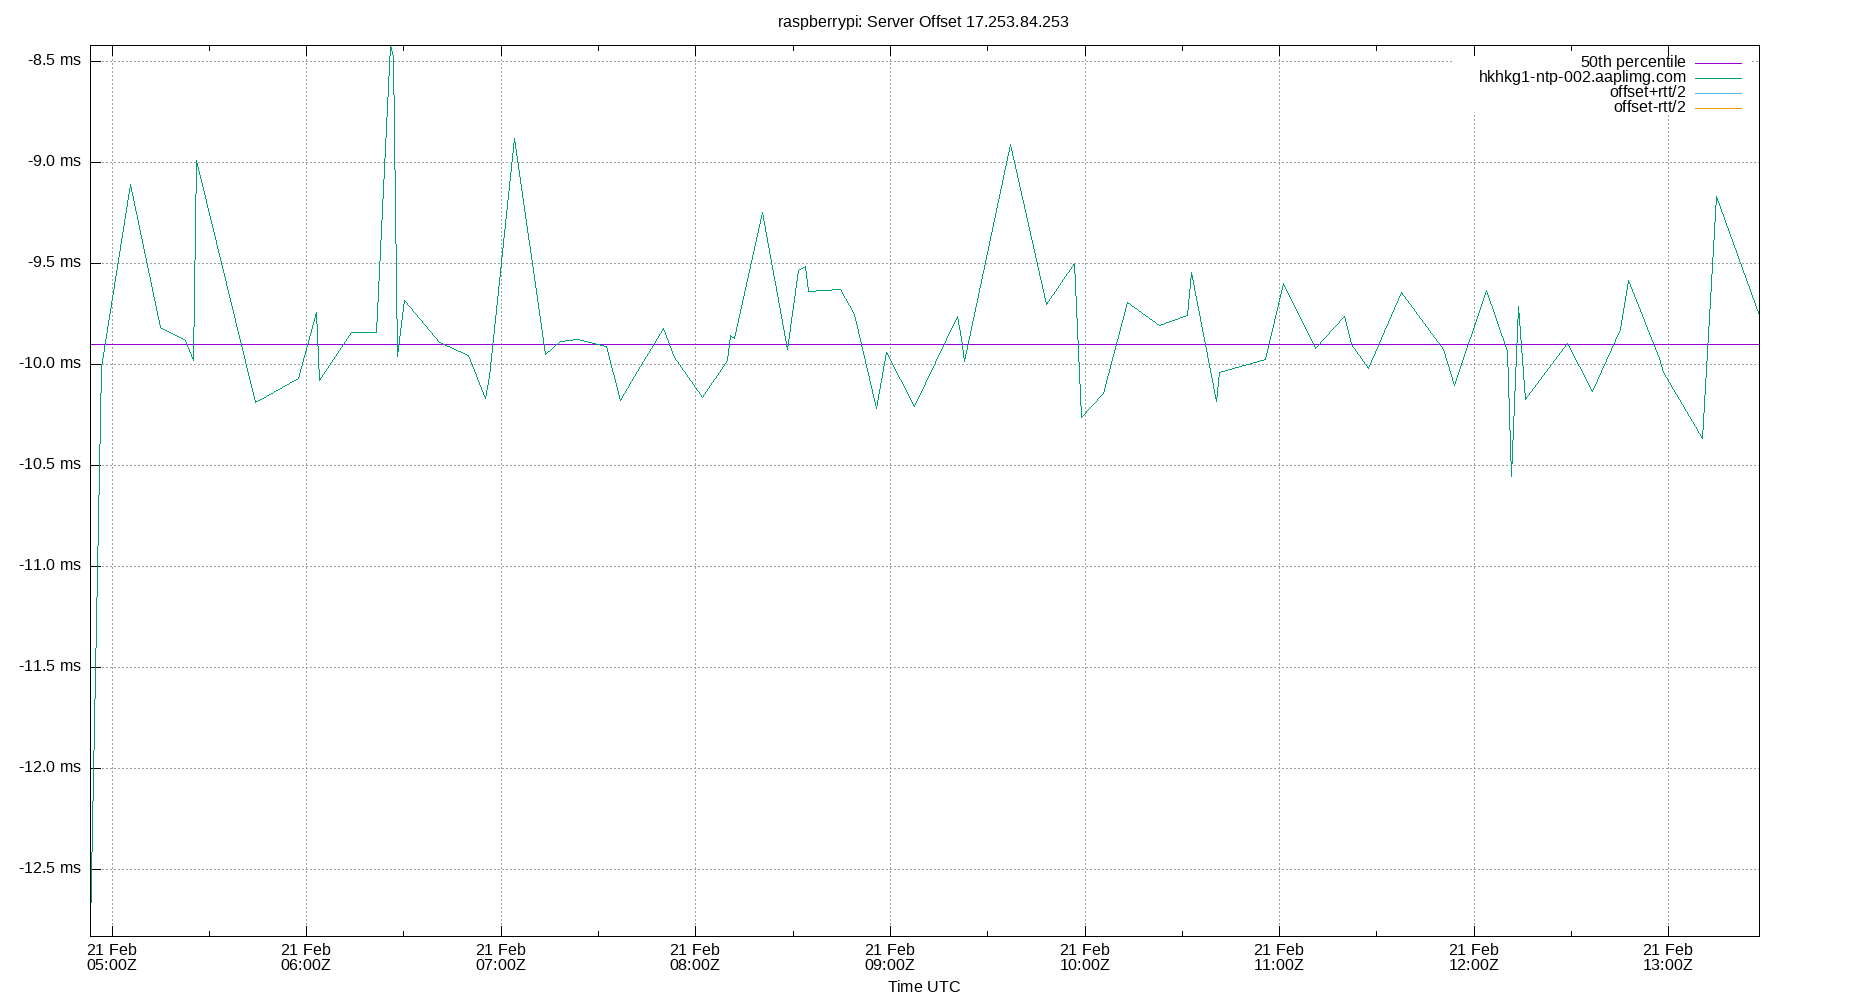 raspberrypi: Server Offset 17.253.84.253
50th percentile
hkhkg1-ntp-002.aaplimg.com
offset+rtt/2
offset-rtt/2
-8.5 ms
-9.0 ms
-9.5 ms
-10.0 ms
-10.5 ms
-11.0 ms
-11.5 ms
-12.0 ms
-12.5 ms
21 Feb 21 Feb 21 Feb 21 Feb 21 Feb 21 Feb 21 Feb 21 Feb 21 Feb
05:00Z 06:00Z 07:00Z 08:00Z 09:00Z 10:00Z 11:00Z 12:00Z 13:00Z
Time UTC